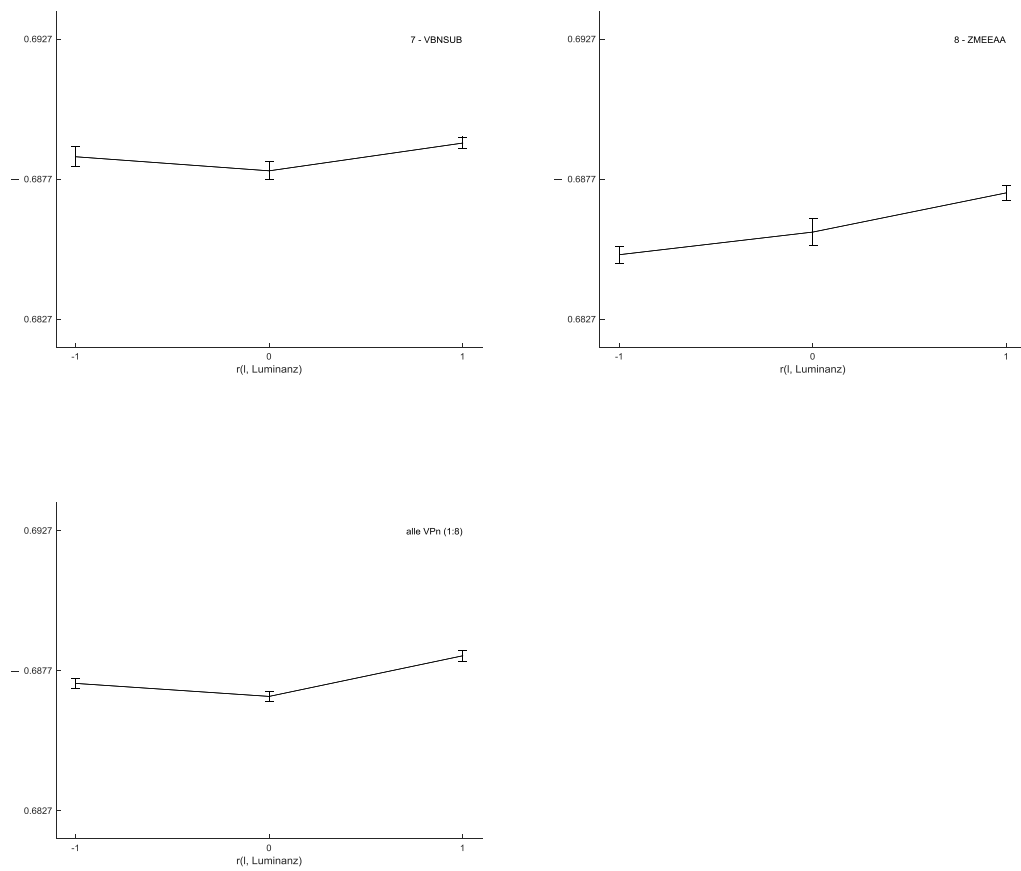 0.6927
7 - VBNSUB
I
0.6877
0.6827
-1 0 1
r(I, Luminanz)
0.6927
8 - ZMEEAA
I
0.6877
0.6827
-1 0 1
r(I, Luminanz)
0.6927
alle VPn (1:8)
I
0.6877
0.6827
-1 0 1
r(I, Luminanz)